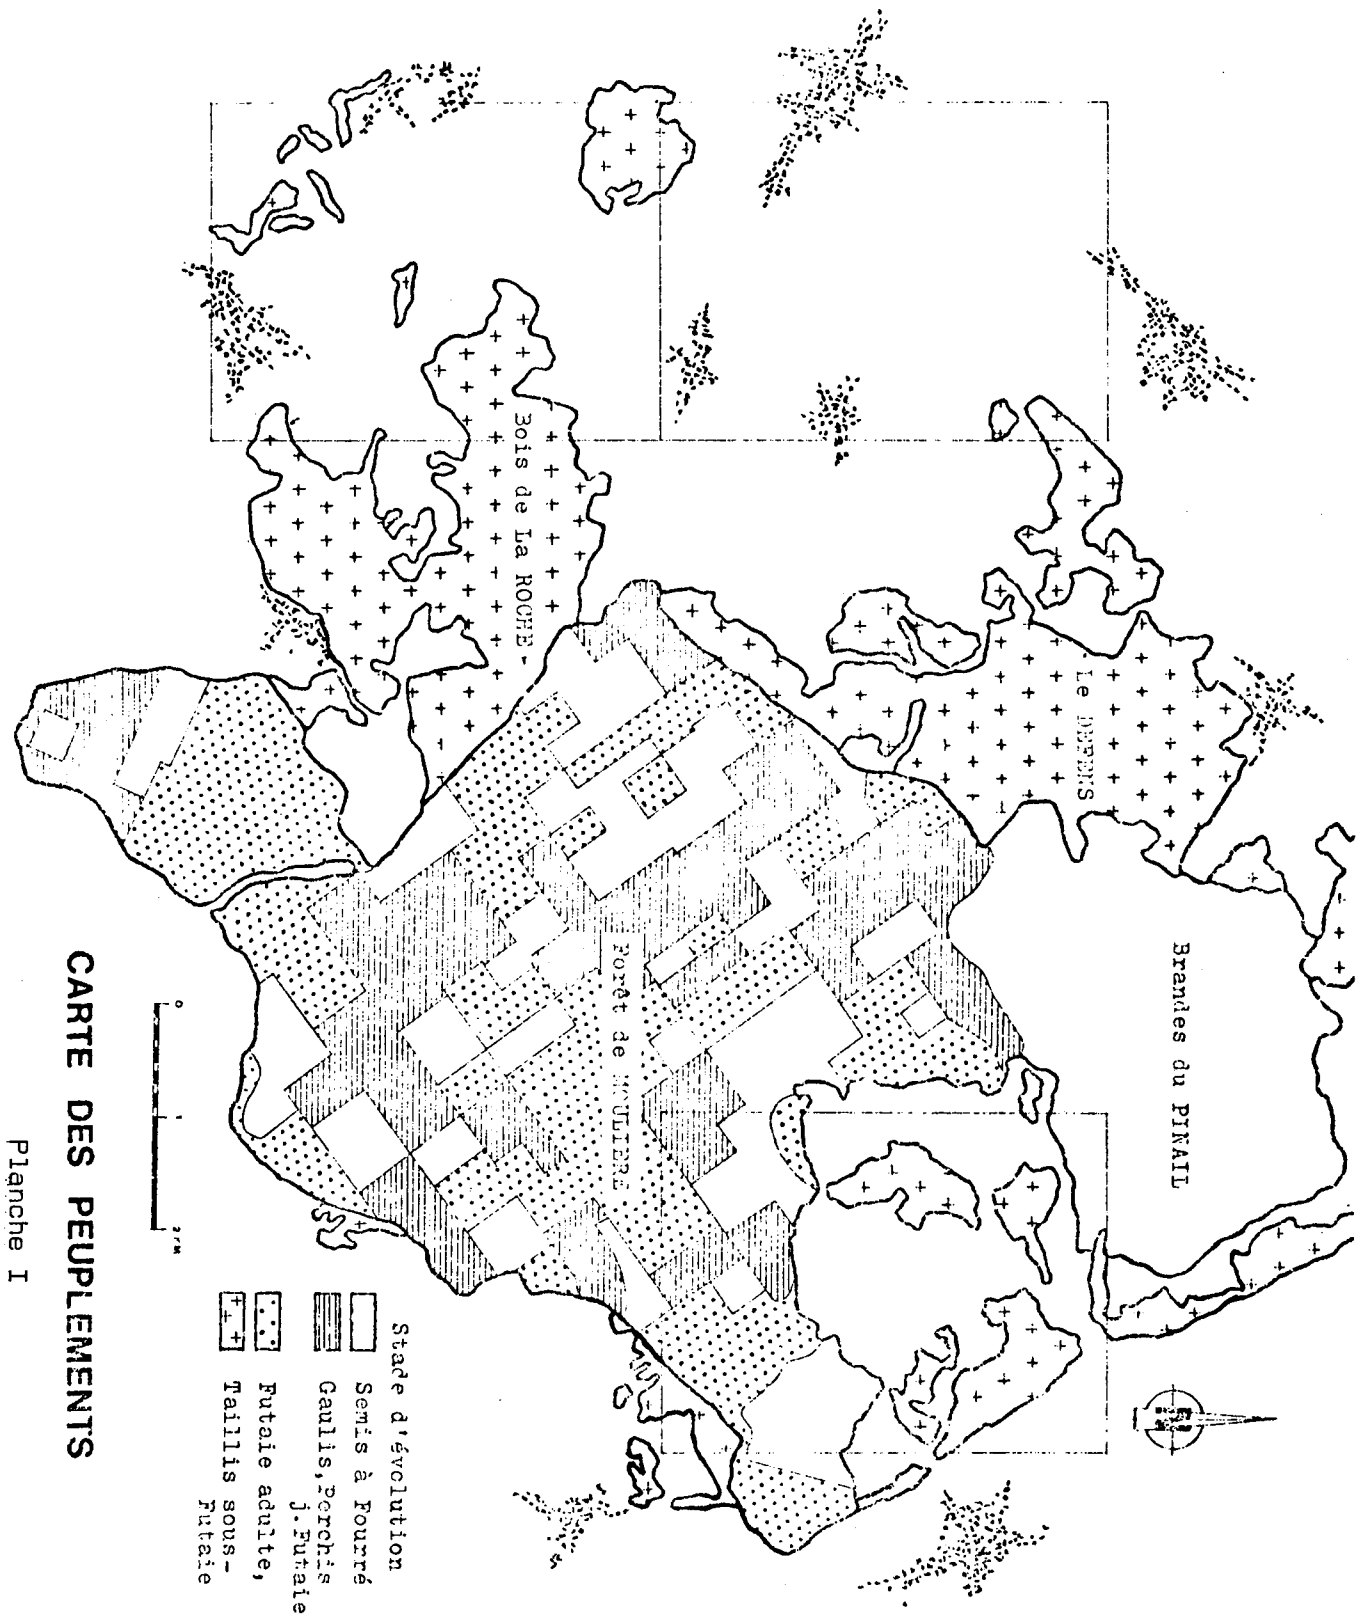 Bois de La ROCHE-
Le DEFENS
Brandes du PINAIL
Forêt de MOULIERE
Stade d'évolution
Semis à Fourré
Gaulis, Perchis
j.Futaie
Futaie adulte,
Taillis sous-
Futaie
0 1 2 KM
CARTE DES PEUPLEMENTS
Planche I